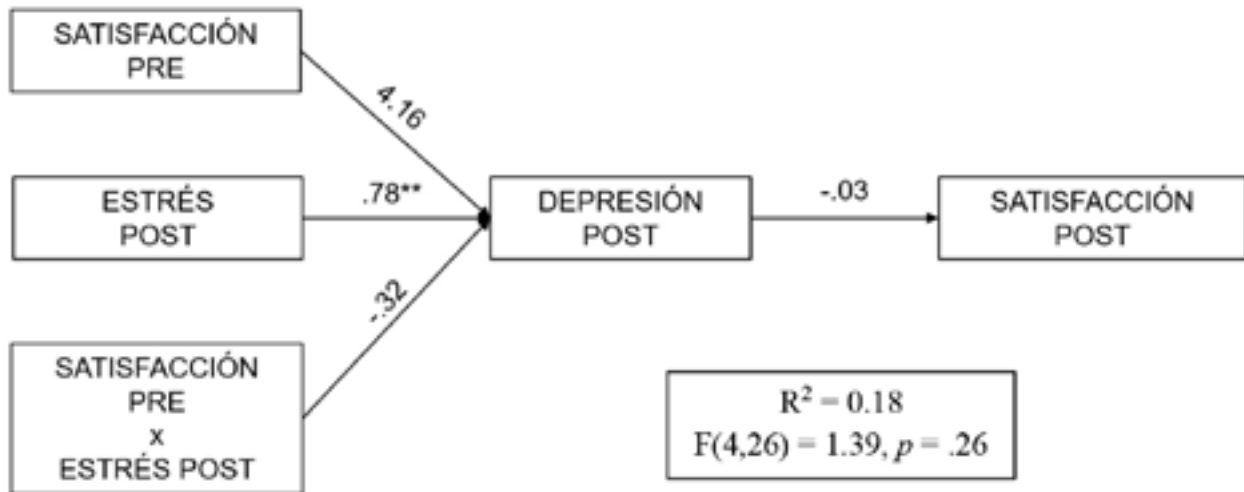 SATISFACCIÓN
PRE
4.16
ESTRÉS
POST
.78**
DEPRESIÓN
POST
-.03
SATISFACCIÓN
POST
-.32
SATISFACCIÓN
PRE
x
ESTRÉS POST
R² = 0.18
F(4,26) = 1.39, p = .26